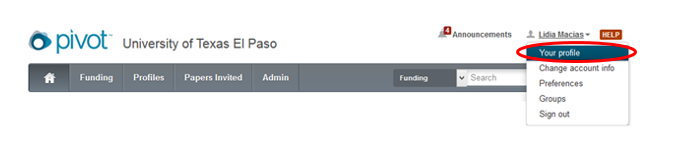 pivot™ University of Texas El Paso
4 Announcements Lidia Macias HELP
Your profile
Change account info
Preferences
Groups
Sign out
Funding Profiles Papers Invited Admin Funding Search